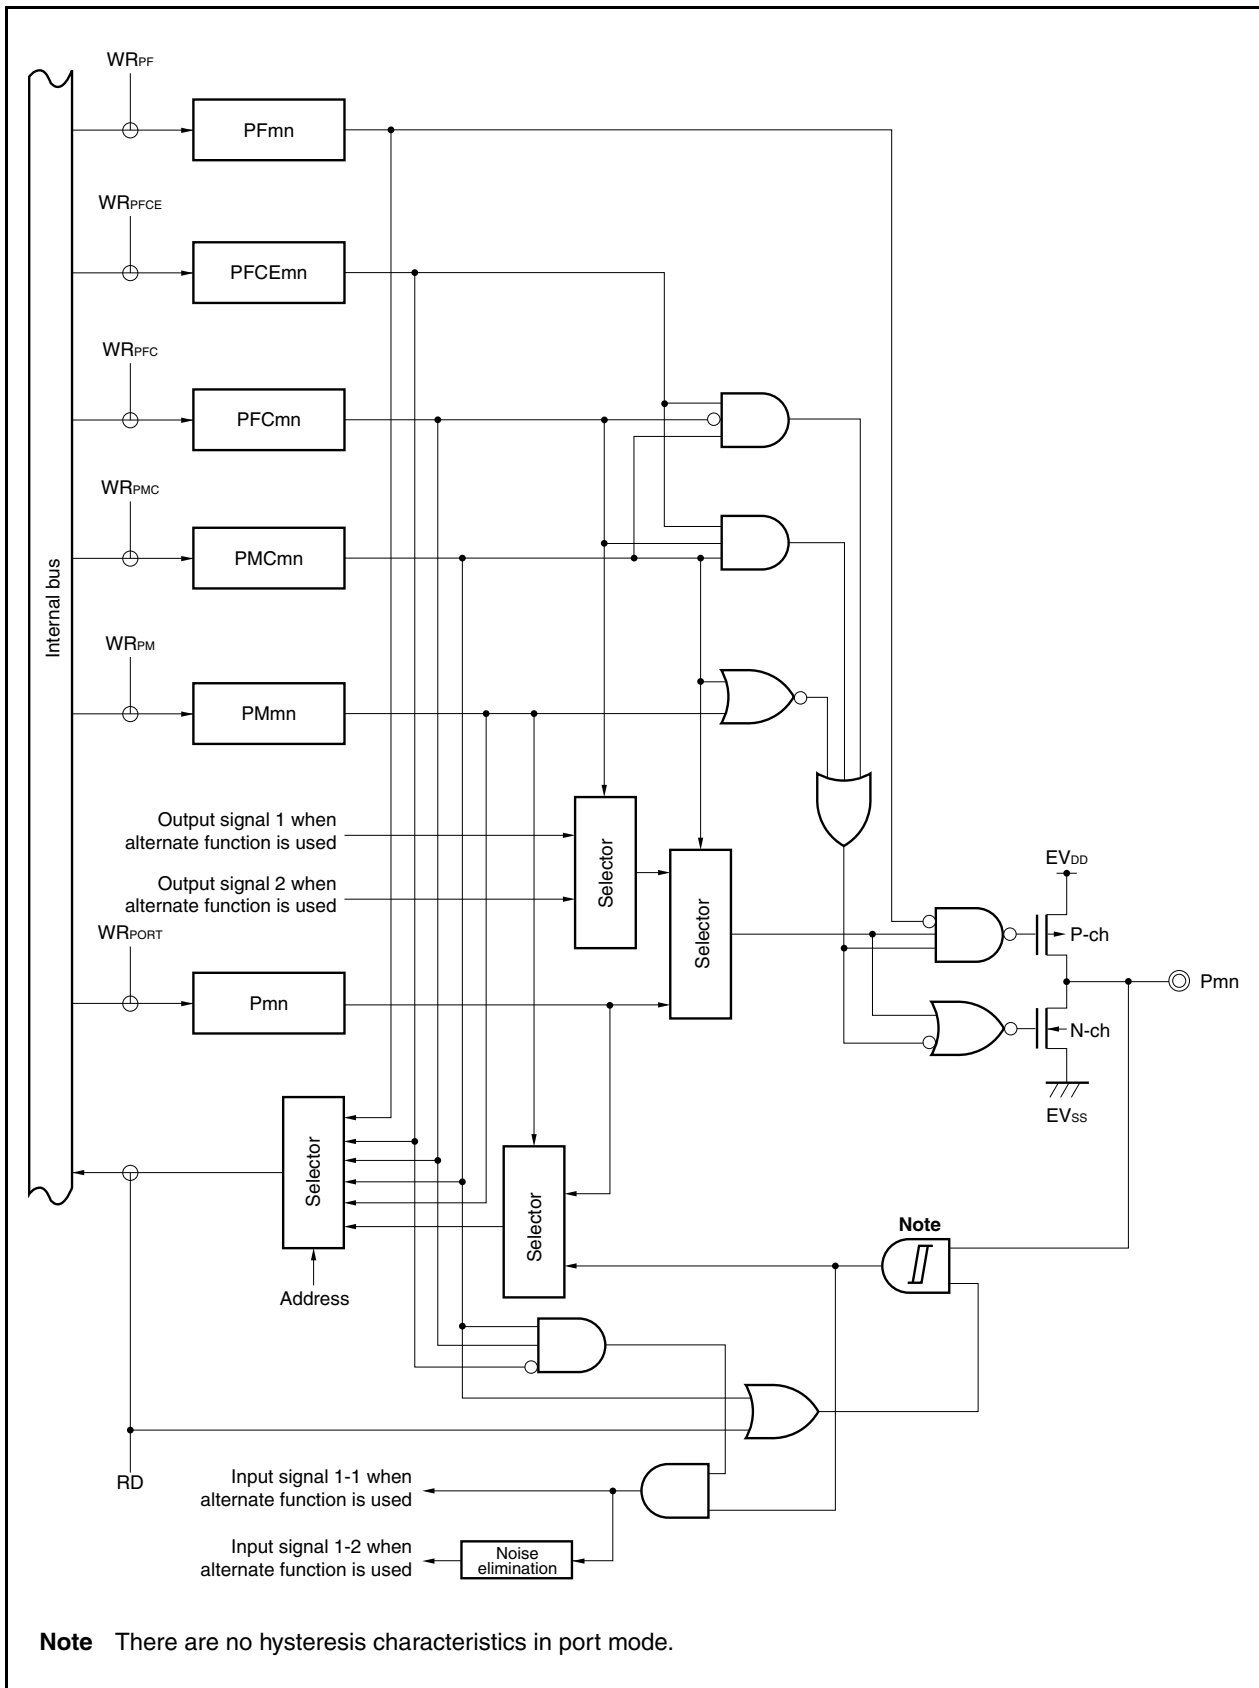 WRPF
PFmn
WRPFCE
PFCEmn
WRPFC
PFCmn
WRPMC
PMCmn
Internal bus
WRPM
PMmn
Output signal 1 when
alternate function is used
Output signal 2 when
alternate function is used
Selector
Selector
WRPORT
Pmn
EVDD
P-ch
Pmn
N-ch
EVSS
Selector
Selector
Address
Note
RD
Input signal 1-1 when
alternate function is used
Input signal 1-2 when
alternate function is used
Noise
elimination
Note There are no hysteresis characteristics in port mode.